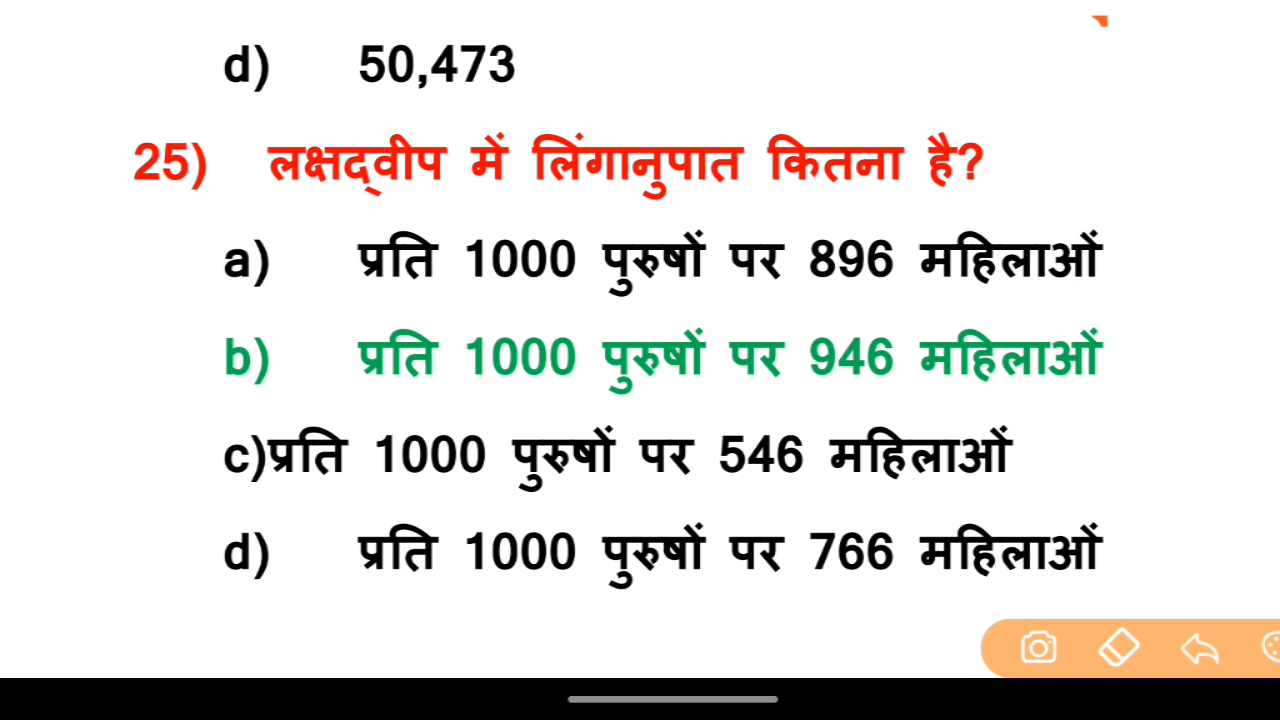 d) 50,473
25) लक्षद्वीप में लिंगानुपात कितना है?
a) प्रति 1000 पुरुषों पर 896 महिलाओं
b) प्रति 1000 पुरुषों पर 946 महिलाओं
c)प्रति 1000 पुरुषों पर 546 महिलाओं
d) प्रति 1000 पुरुषों पर 766 महिलाओं